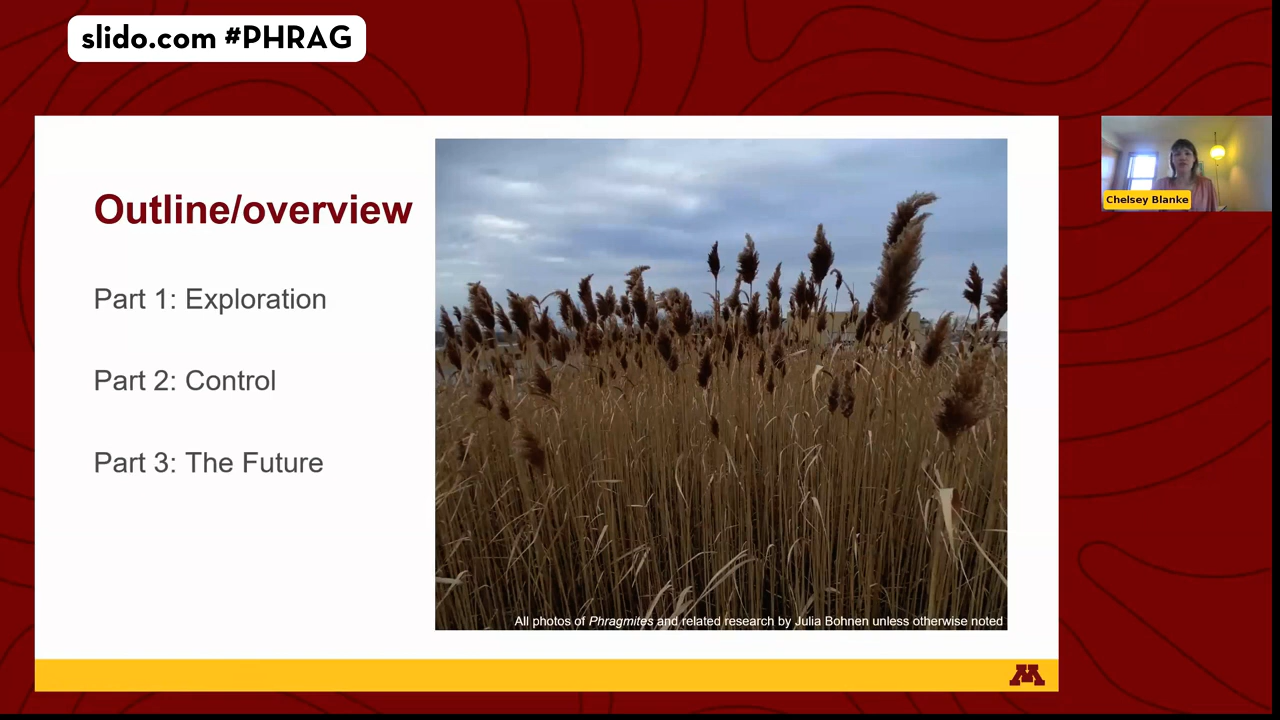 slido.com #PHRAG
Outline/overview
Part 1: Exploration
Part 2: Control
Part 3: The Future
All photos of Phragmites and related research by Julia Bohnen unless otherwise noted
Chelsey Blanke
M